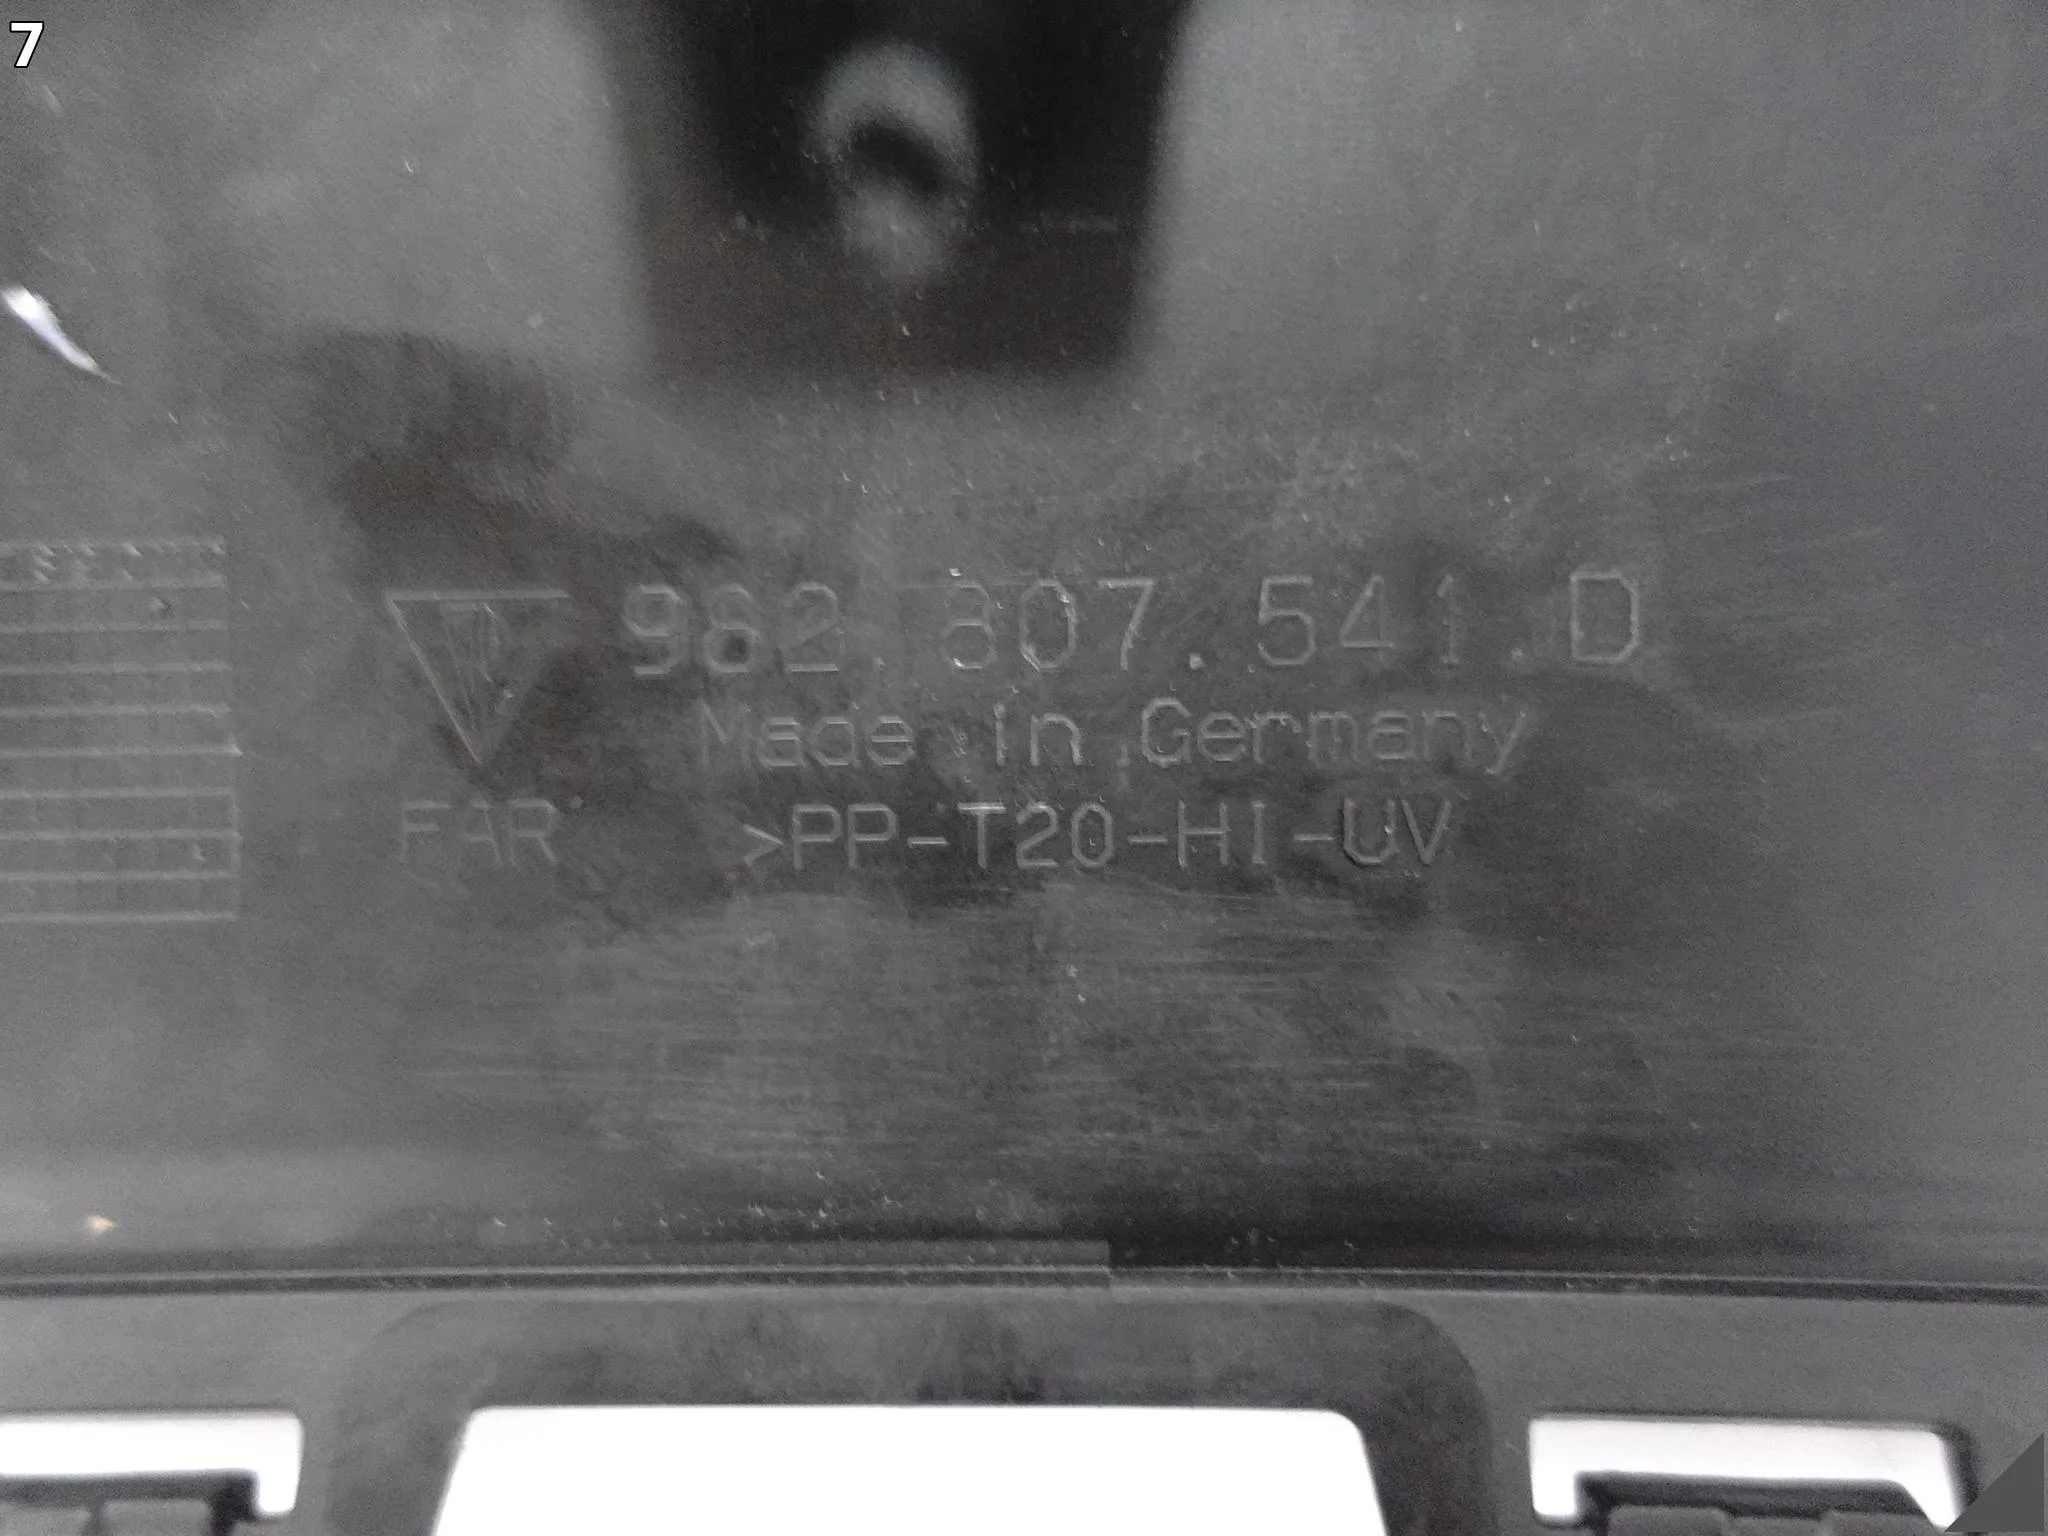 7
982.807.541.D
Made in Germany
FAR
>PP-T20-HI-UV